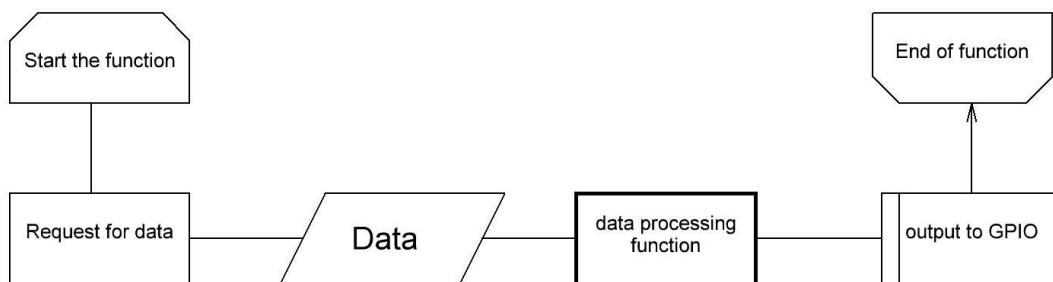 Start the function
End of function
Request for data
Data
data processing
function
output to GPIO